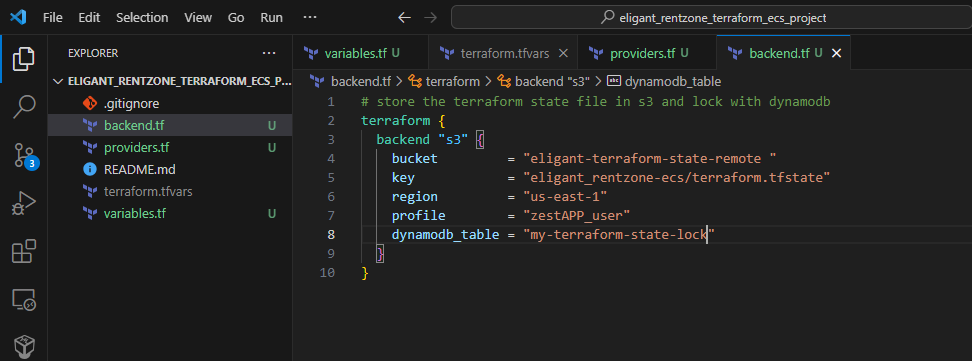 File Edit Selection View Go Run ··· ← → eligant_rentzone_terraform_ecs_project
EXPLORER ···
ELIGANT_RENTZONE_TERRAFORM_ECS_P...
.gitignore
backend.tf U
providers.tf U
README.md
terraform.tfvars
variables.tf U
3
variables.tf U terraform.tfvars × providers.tf U backend.tf U ×
backend.tf > terraform > backend "s3" > dynamodb_table
1 # store the terraform state file in s3 and lock with dynamodb
2 terraform {
3 backend "s3" {
4 bucket = "eligant-terraform-state-remote "
5 key = "eligant_rentzone-ecs/terraform.tfstate"
6 region = "us-east-1"
7 profile = "zestAPP_user"
8 dynamodb_table = "my-terraform-state-lock"
9 }
10 }